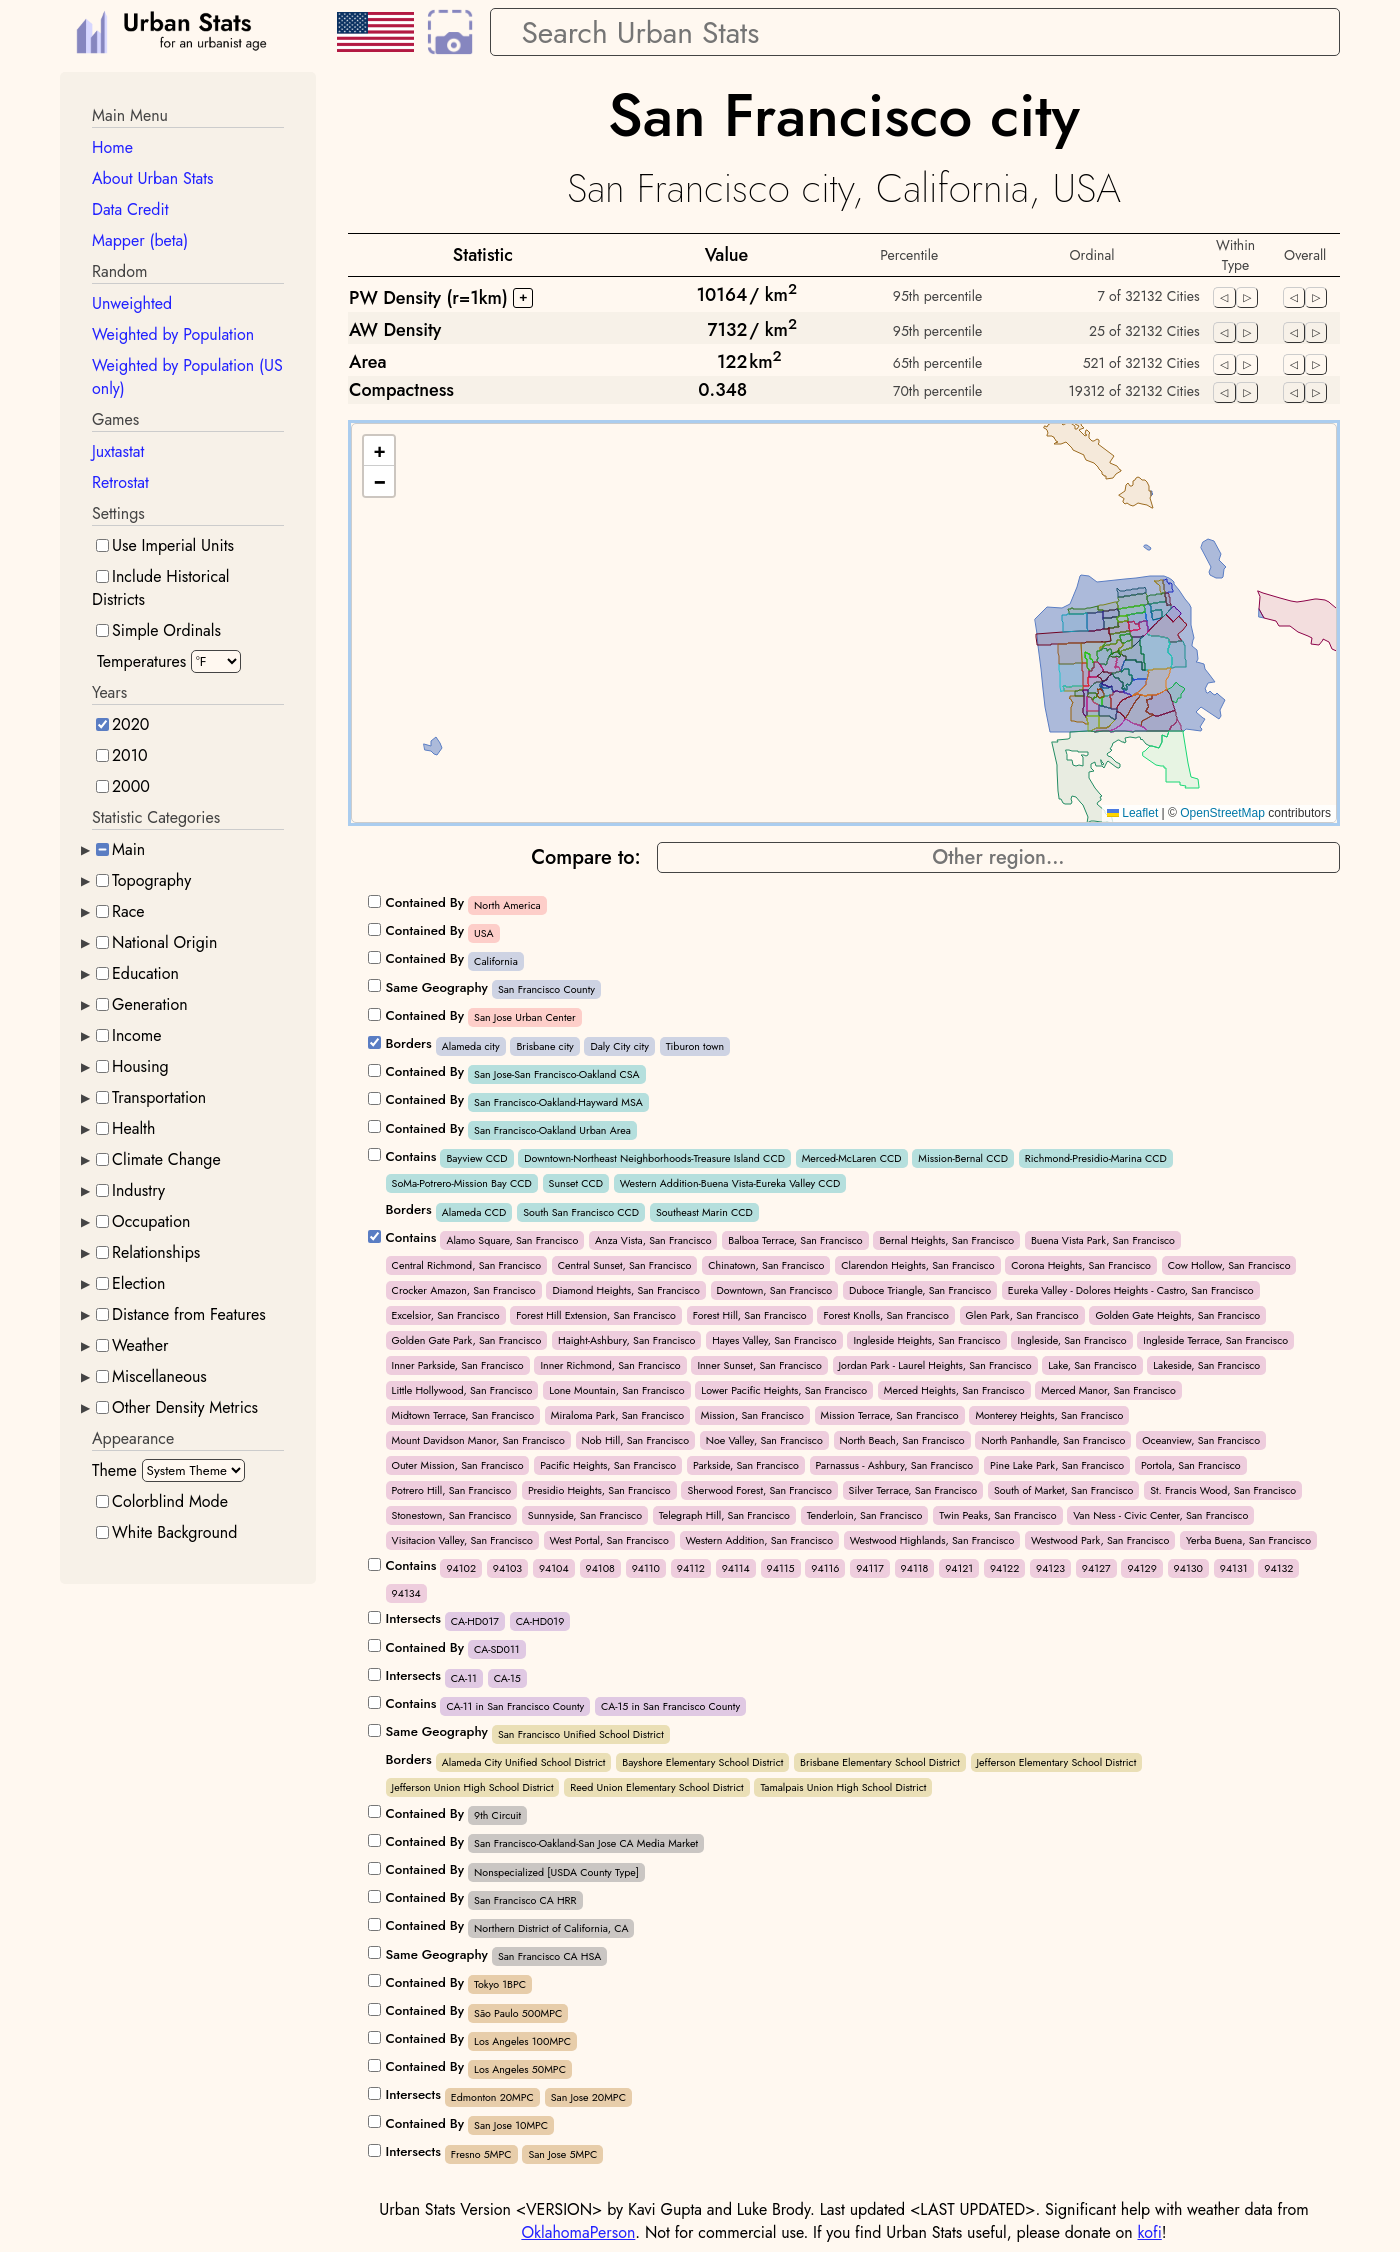 Urban Stats
for an urbanist age
Search Urban Stats
Main Menu
Home
About Urban Stats
Data Credit
Mapper (beta)
Random
Unweighted
Weighted by Population
Weighted by Population (US
only)
Games
Juxtastat
Retrostat
Settings
Use Imperial Units
Include Historical
Districts
Simple Ordinals
Temperatures °F
Years
2020
2010
2000
Statistic Categories
Main
Topography
Race
National Origin
Education
Generation
Income
Housing
Transportation
Health
Climate Change
Industry
Occupation
Relationships
Election
Distance from Features
Weather
Miscellaneous
Other Density Metrics
Appearance
Theme System Theme
Colorblind Mode
White Background
San Francisco city
San Francisco city, California, USA
Statistic Value Percentile Ordinal Within Type Overall
PW Density (r=1km) + 10164 / km² 95th percentile 7 of 32132 Cities ◁ ▷ ◁ ▷
AW Density 7132 / km² 95th percentile 25 of 32132 Cities ◁ ▷ ◁ ▷
Area 122 km² 65th percentile 521 of 32132 Cities ◁ ▷ ◁ ▷
Compactness 0.348 70th percentile 19312 of 32132 Cities ◁ ▷ ◁ ▷
+
−
Leaflet | © OpenStreetMap contributors
Compare to: Other region...
Contained By North America
Contained By USA
Contained By California
Same Geography San Francisco County
Contained By San Jose Urban Center
Borders Alameda city Brisbane city Daly City city Tiburon town
Contained By San Jose-San Francisco-Oakland CSA
Contained By San Francisco-Oakland-Hayward MSA
Contained By San Francisco-Oakland Urban Area
Contains Bayview CCD Downtown-Northeast Neighborhoods-Treasure Island CCD Merced-McLaren CCD Mission-Bernal CCD Richmond-Presidio-Marina CCD
SoMa-Potrero-Mission Bay CCD Sunset CCD Western Addition-Buena Vista-Eureka Valley CCD
Borders Alameda CCD South San Francisco CCD Southeast Marin CCD
Contains Alamo Square, San Francisco Anza Vista, San Francisco Balboa Terrace, San Francisco Bernal Heights, San Francisco Buena Vista Park, San Francisco
Central Richmond, San Francisco Central Sunset, San Francisco Chinatown, San Francisco Clarendon Heights, San Francisco Corona Heights, San Francisco Cow Hollow, San Francisco
Crocker Amazon, San Francisco Diamond Heights, San Francisco Downtown, San Francisco Duboce Triangle, San Francisco Eureka Valley - Dolores Heights - Castro, San Francisco
Excelsior, San Francisco Forest Hill Extension, San Francisco Forest Hill, San Francisco Forest Knolls, San Francisco Glen Park, San Francisco Golden Gate Heights, San Francisco
Golden Gate Park, San Francisco Haight-Ashbury, San Francisco Hayes Valley, San Francisco Ingleside Heights, San Francisco Ingleside, San Francisco Ingleside Terrace, San Francisco
Inner Parkside, San Francisco Inner Richmond, San Francisco Inner Sunset, San Francisco Jordan Park - Laurel Heights, San Francisco Lake, San Francisco Lakeside, San Francisco
Little Hollywood, San Francisco Lone Mountain, San Francisco Lower Pacific Heights, San Francisco Merced Heights, San Francisco Merced Manor, San Francisco
Midtown Terrace, San Francisco Miraloma Park, San Francisco Mission, San Francisco Mission Terrace, San Francisco Monterey Heights, San Francisco
Mount Davidson Manor, San Francisco Nob Hill, San Francisco Noe Valley, San Francisco North Beach, San Francisco North Panhandle, San Francisco Oceanview, San Francisco
Outer Mission, San Francisco Pacific Heights, San Francisco Parkside, San Francisco Parnassus - Ashbury, San Francisco Pine Lake Park, San Francisco Portola, San Francisco
Potrero Hill, San Francisco Presidio Heights, San Francisco Sherwood Forest, San Francisco Silver Terrace, San Francisco South of Market, San Francisco St. Francis Wood, San Francisco
Stonestown, San Francisco Sunnyside, San Francisco Telegraph Hill, San Francisco Tenderloin, San Francisco Twin Peaks, San Francisco Van Ness - Civic Center, San Francisco
Visitacion Valley, San Francisco West Portal, San Francisco Western Addition, San Francisco Westwood Highlands, San Francisco Westwood Park, San Francisco Yerba Buena, San Francisco
Contains 94102 94103 94104 94108 94110 94112 94114 94115 94116 94117 94118 94121 94122 94123 94127 94129 94130 94131 94132
94134
Intersects CA-HD017 CA-HD019
Contained By CA-SD011
Intersects CA-11 CA-15
Contains CA-11 in San Francisco County CA-15 in San Francisco County
Same Geography San Francisco Unified School District
Borders Alameda City Unified School District Bayshore Elementary School District Brisbane Elementary School District Jefferson Elementary School District
Jefferson Union High School District Reed Union Elementary School District Tamalpais Union High School District
Contained By 9th Circuit
Contained By San Francisco-Oakland-San Jose CA Media Market
Contained By Nonspecialized [USDA County Type]
Contained By San Francisco CA HRR
Contained By Northern District of California, CA
Same Geography San Francisco CA HSA
Contained By Tokyo 1BPC
Contained By São Paulo 500MPC
Contained By Los Angeles 100MPC
Contained By Los Angeles 50MPC
Intersects Edmonton 20MPC San Jose 20MPC
Contained By San Jose 10MPC
Intersects Fresno 5MPC San Jose 5MPC
Urban Stats Version <VERSION> by Kavi Gupta and Luke Brody. Last updated <LAST UPDATED>. Significant help with weather data from
OklahomaPerson. Not for commercial use. If you find Urban Stats useful, please donate on kofi!